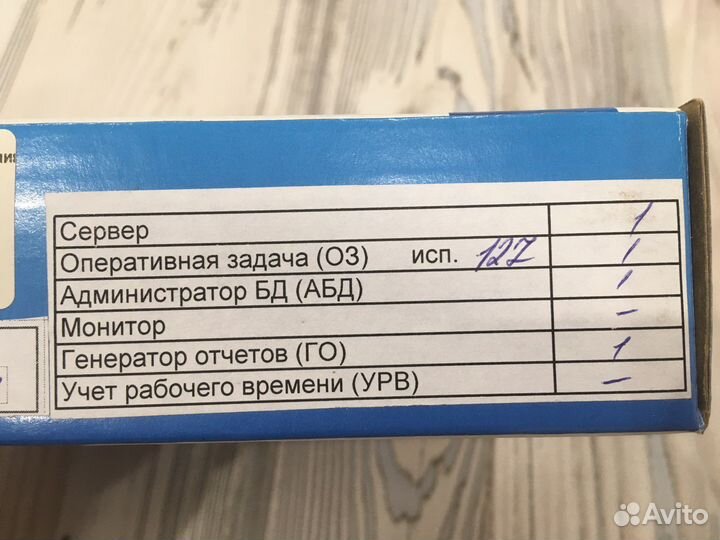 Сервер 1
Оперативная задача (ОЗ) исп. 127 1
Администратор БД (АБД) 1
Монитор –
Генератор отчетов (ГО) 1
Учет рабочего времени (УРВ) –
Avito